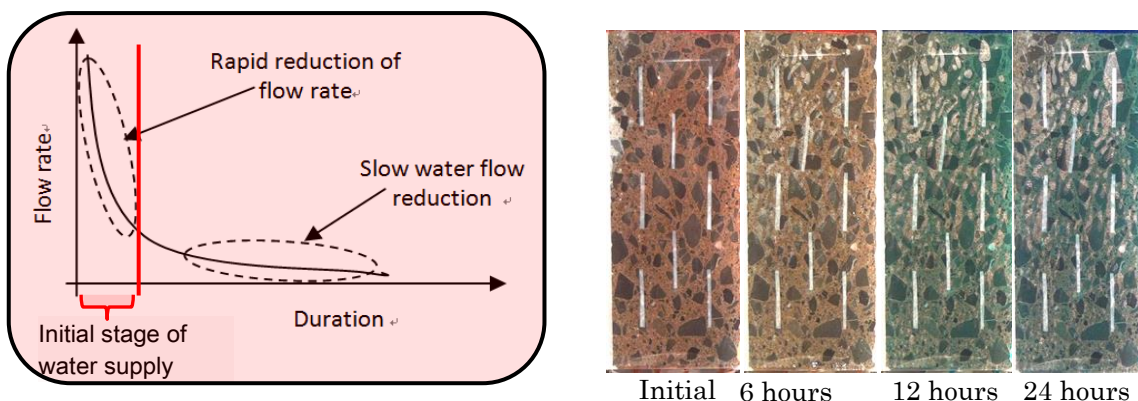 Rapid reduction of
flow rate
Slow water flow
reduction
Flow rate
Duration
Initial stage of
water supply
Initial
6 hours
12 hours
24 hours